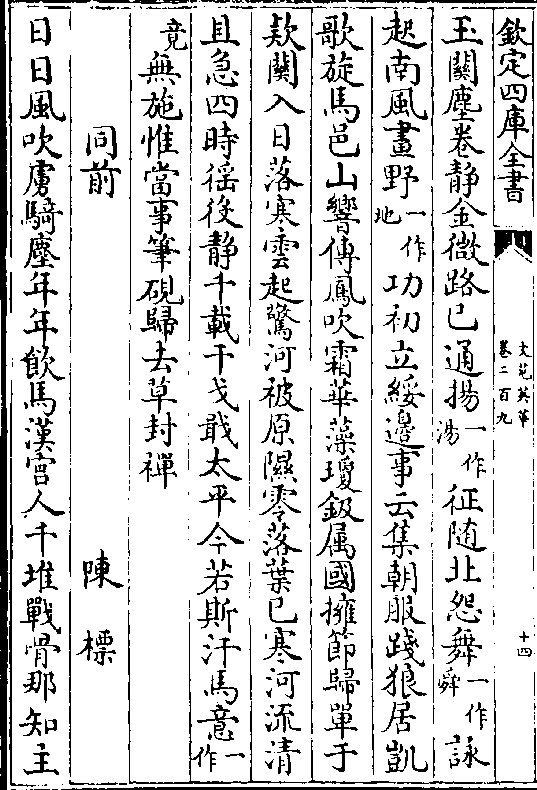 欽定四庫全書
文苑英華
卷二百九
十四
玉關塵卷静金微路已通揚一作湯征随北怨舞一作舜詠
起南風畫野一作地功初立綏邊事云集朝服踐狼居凱
歌旋馬邑山響傳鳳吹霜華藻瓊鈒属國擁節歸單于
欵關入日落寒雲起驚河被原隰零落葉已寒河流清
且急四時徭役静千載干戈戢太平今若斯汗馬意一作
竟無施惟當事筆硯歸去草封禪
同前
陳標
日日風吹虜騎塵年年飲馬漢宮人千堆戰骨那知主